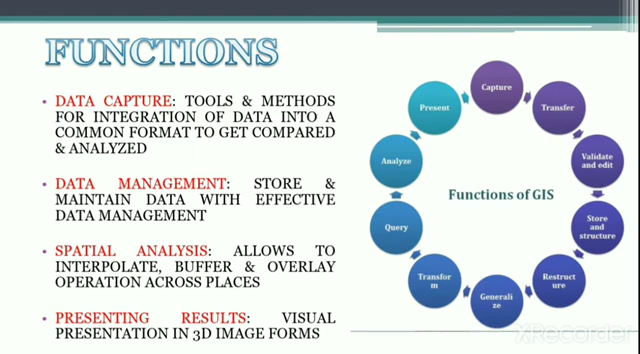 FUNCTIONS
• DATA CAPTURE: TOOLS & METHODS
FOR INTEGRATION OF DATA INTO A
COMMON FORMAT TO GET COMPARED
& ANALYZED
• DATA MANAGEMENT: STORE &
MAINTAIN DATA WITH EFFECTIVE
DATA MANAGEMENT
• SPATIAL ANALYSIS: ALLOWS TO
INTERPOLATE, BUFFER & OVERLAY
OPERATION ACROSS PLACES
• PRESENTING RESULTS: VISUAL
PRESENTATION IN 3D IMAGE FORMS
Functions of GIS
Capture
Transfer
Validate
and edit
Store
and
structure
Restruct
ure
Generali
ze
Transfor
m
Query
Analyze
Present
XRecorder